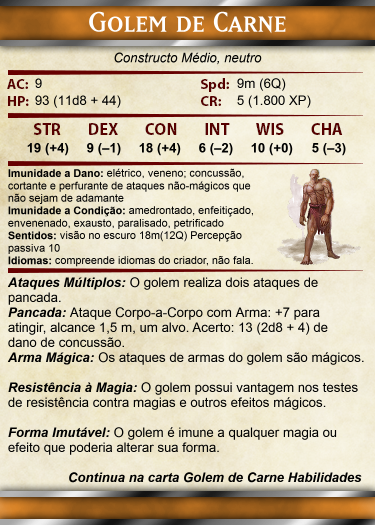 Golem de Carne
Constructo Médio, neutro
AC: 9 Spd: 9m (6Q)
HP: 93 (11d8 + 44) CR: 5 (1.800 XP)
STR DEX CON INT WIS CHA
19 (+4) 9 (–1) 18 (+4) 6 (–2) 10 (+0) 5 (–3)
Imunidade a Dano: elétrico, veneno; concussão,
cortante e perfurante de ataques não-mágicos que
não sejam de adamante
Imunidade a Condição: amedrontado, enfeitiçado,
envenenado, exausto, paralisado, petrificado
Sentidos: visão no escuro 18m(12Q) Percepção
passiva 10
Idiomas: compreende idiomas do criador, não fala.
Ataques Múltiplos: O golem realiza dois ataques de
pancada.
Pancada: Ataque Corpo-a-Corpo com Arma: +7 para
atingir, alcance 1,5 m, um alvo. Acerto: 13 (2d8 + 4) de
dano de concussão.
Arma Mágica: Os ataques de armas do golem são mágicos.
Resistência à Magia: O golem possui vantagem nos testes
de resistência contra magias e outros efeitos mágicos.
Forma Imutável: O golem é imune a qualquer magia ou
efeito que poderia alterar sua forma.
Continua na carta Golem de Carne Habilidades